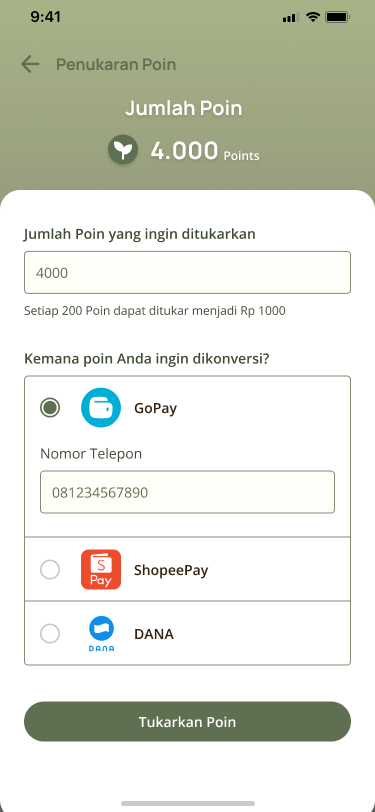 9:41
Penukaran Poin
Jumlah Poin
4.000 Points
Jumlah Poin yang ingin ditukarkan
4000
Setiap 200 Poin dapat ditukar menjadi Rp 1000
Kemana poin Anda ingin dikonversi?
GoPay
Nomor Telepon
081234567890
S
Pay
ShopeePay
DANA
DANA
Tukarkan Poin